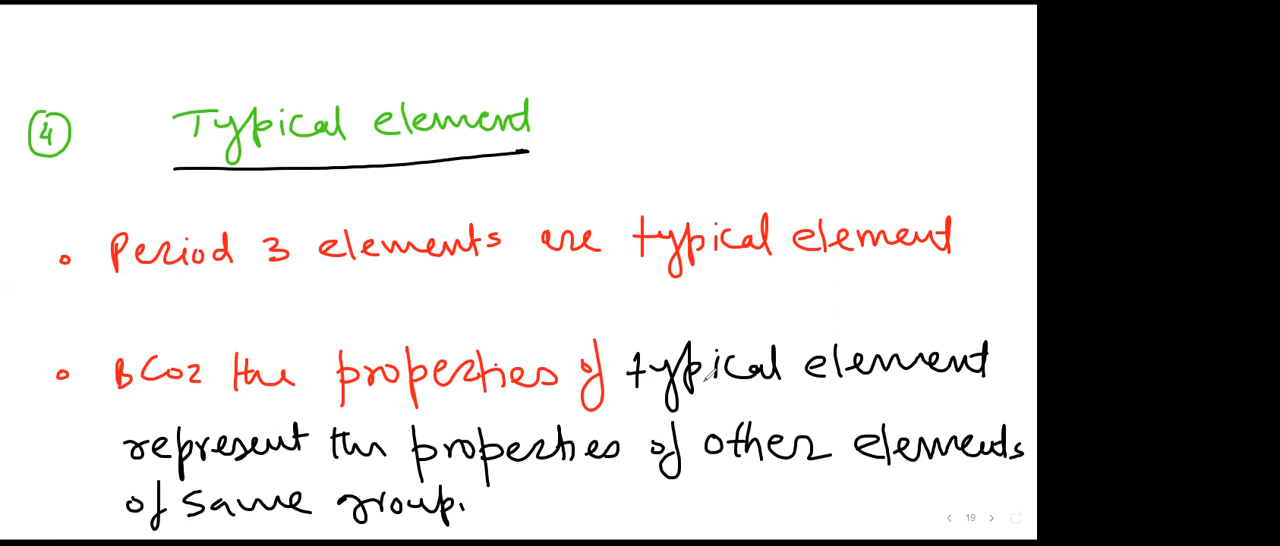 4 Typical element
• Period 3 elements are typical element
• BCoz the properties of typical element
represent the properties of other elements
of same group.
< 19 >